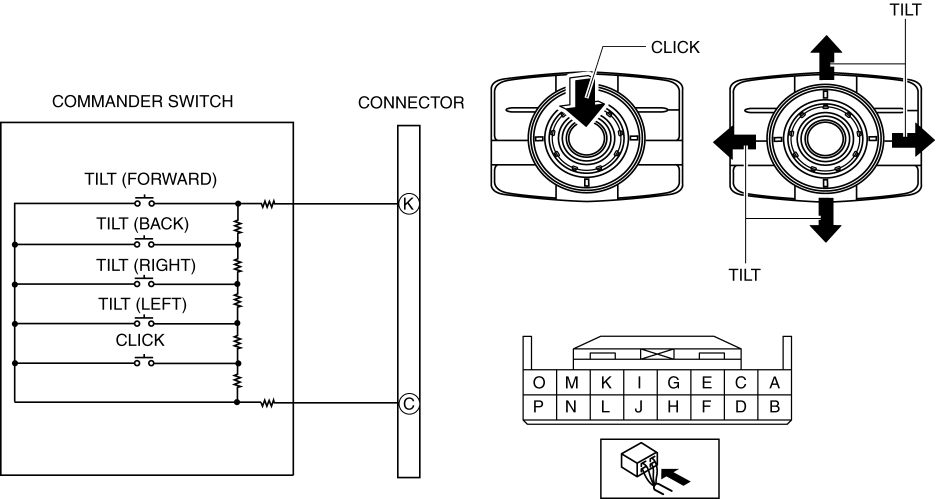 COMMANDER SWITCH
CONNECTOR
TILT (FORWARD)
K
TILT (BACK)
TILT (RIGHT)
TILT (LEFT)
CLICK
C
CLICK
TILT
TILT
O M K I G E C A
P N L J H F D B